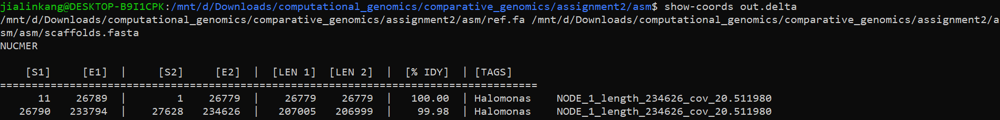 jialinkang@DESKTOP-B9I1CPK:/mnt/d/Downloads/computational_genomics/comparative_genomics/assignment2/asm$ show-coords out.delta
/mnt/d/Downloads/computational_genomics/comparative_genomics/assignment2/asm/ref.fa /mnt/d/Downloads/computational_genomics/comparative_genomics/assignment2/a
sm/asm/scaffolds.fasta
NUCMER
    [S1]     [E1]  |     [S2]     [E2]  |  [LEN 1]  [LEN 2]  |  [% IDY]  | [TAGS]
=====================================================================================
      11    26789  |        1    26779  |    26779    26779  |   100.00  | Halomonas    NODE_1_length_234626_cov_20.511980
   26790   233794  |    27628   234626  |   207005   206999  |    99.98  | Halomonas    NODE_1_length_234626_cov_20.511980